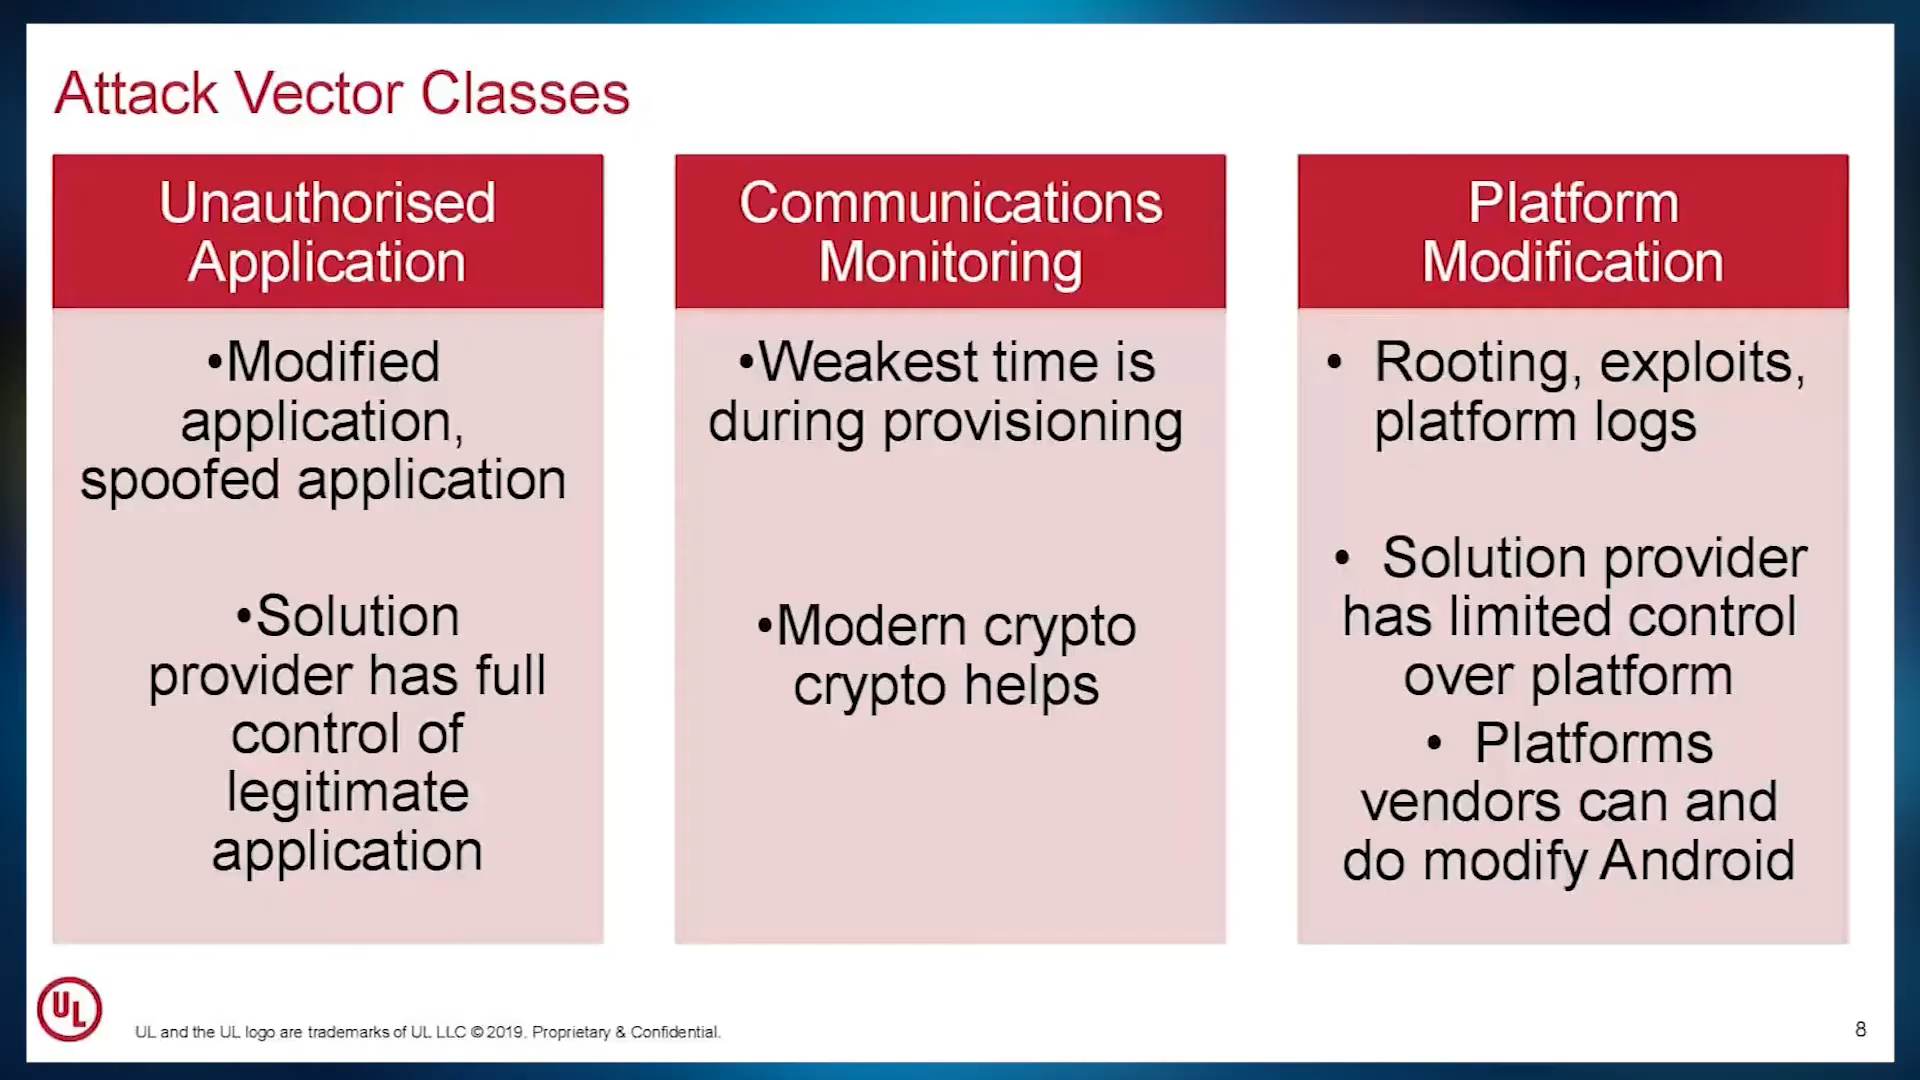 Attack Vector Classes
Unauthorised
Application
•Modified
application,
spoofed application
•Solution
provider has full
control of
legitimate
application
Communications
Monitoring
•Weakest time is
during provisioning
•Modern crypto
crypto helps
Platform
Modification
• Rooting, exploits,
platform logs
• Solution provider
has limited control
over platform
• Platforms
vendors can and
do modify Android
UL
UL and the UL logo are trademarks of UL LLC © 2019. Proprietary & Confidential.
8